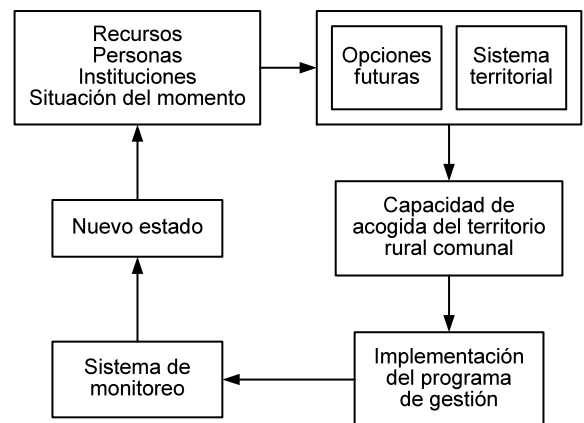 Recursos
Personas
Instituciones
Situación del momento
Opciones
futuras
Sistema
territorial
Capacidad de
acogida del territorio
rural comunal
Implementación
del programa
de gestión
Sistema de
monitoreo
Nuevo estado